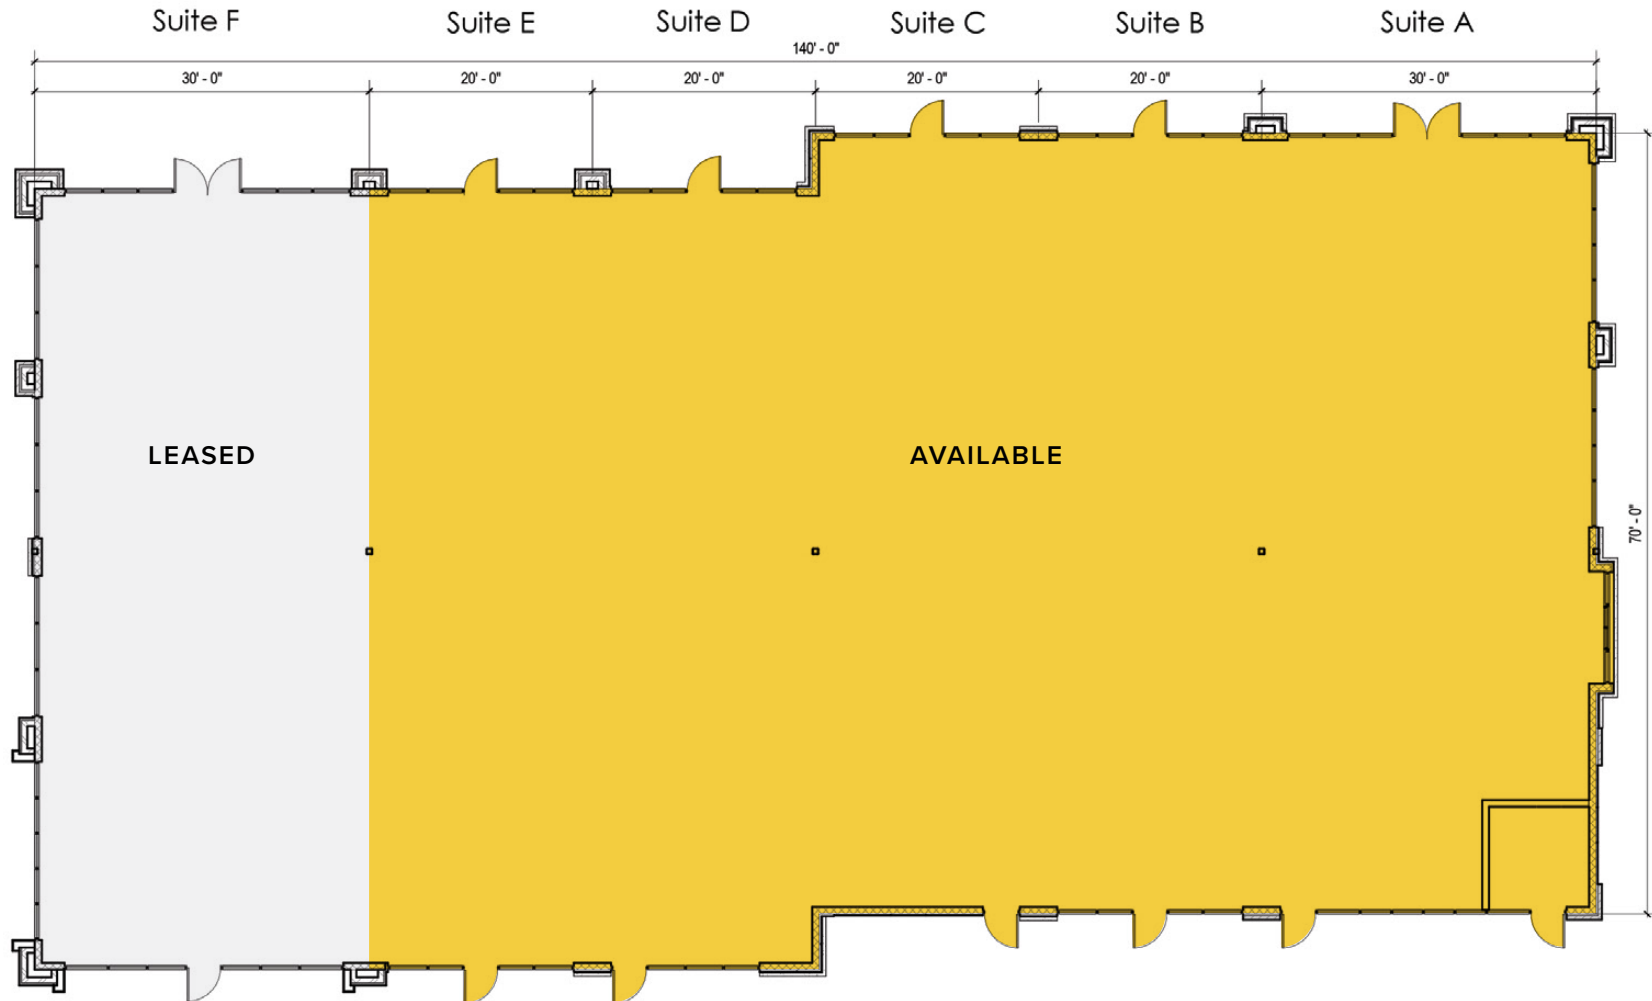 Suite F Suite E Suite D Suite C Suite B Suite A
140' - 0"
30' - 0" 20' - 0" 20' - 0" 20' - 0" 20' - 0" 30' - 0"
LEASED AVAILABLE
70' - 0"